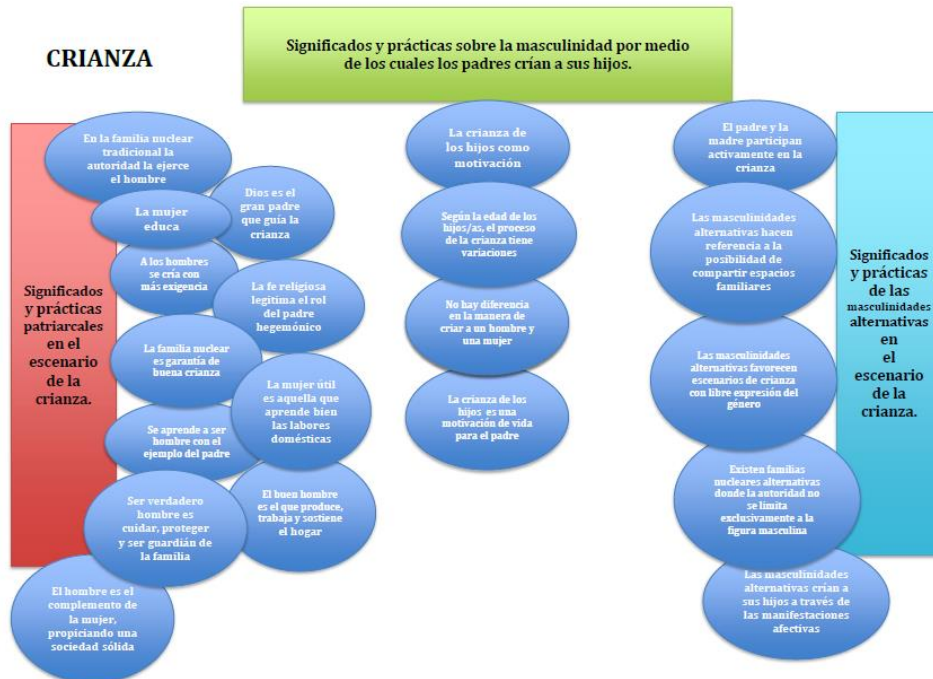 CRIANZA
Significados y prácticas sobre la masculinidad por medio
de los cuales los padres crían a sus hijos.
Significados
y prácticas
patriarcales
en el
escenario
de la
crianza.
En la familia nuclear
tradicional la
autoridad la ejerce
el hombre
Dios es el
gran padre
que guía la
crianza
La mujer
educa
A los hombres
se cría con
más exigencia
La fe religiosa
legitima el rol
del padre
hegemónico
La familia nuclear
es garantía de
buena crianza
La mujer útil
es aquella que
aprende bien
las labores
domésticas
Se aprende a ser
hombre con el
ejemplo del padre
El buen hombre
es el que produce,
trabaja y sostiene
el hogar
Ser verdadero
hombre es
cuidar, proteger
y ser guardián de
la familia
El hombre es el
complemento de
la mujer,
propiciando una
sociedad sólida
La crianza de
los hijos como
motivación
Según la edad de los
hijos/as, el proceso
de la crianza tiene
variaciones
No hay diferencia
en la manera de
criar a un hombre y
una mujer
La crianza de los
hijos es una
motivación de vida
para el padre
El padre y la
madre participan
activamente en la
crianza
Las masculinidades
alternativas hacen
referencia a la
posibilidad de
compartir espacios
familiares
Las masculinidades
alternativas favorecen
escenarios de crianza
con libre expresión del
género
Existen familias
nucleares alternativas
donde la autoridad no
se limita
exclusivamente a la
figura masculina
Las masculinidades
alternativas crían a
sus hijos a través de
las manifestaciones
afectivas
Significados
y prácticas
de las
masculinidades
alternativas
en
el
escenario
de la
crianza.